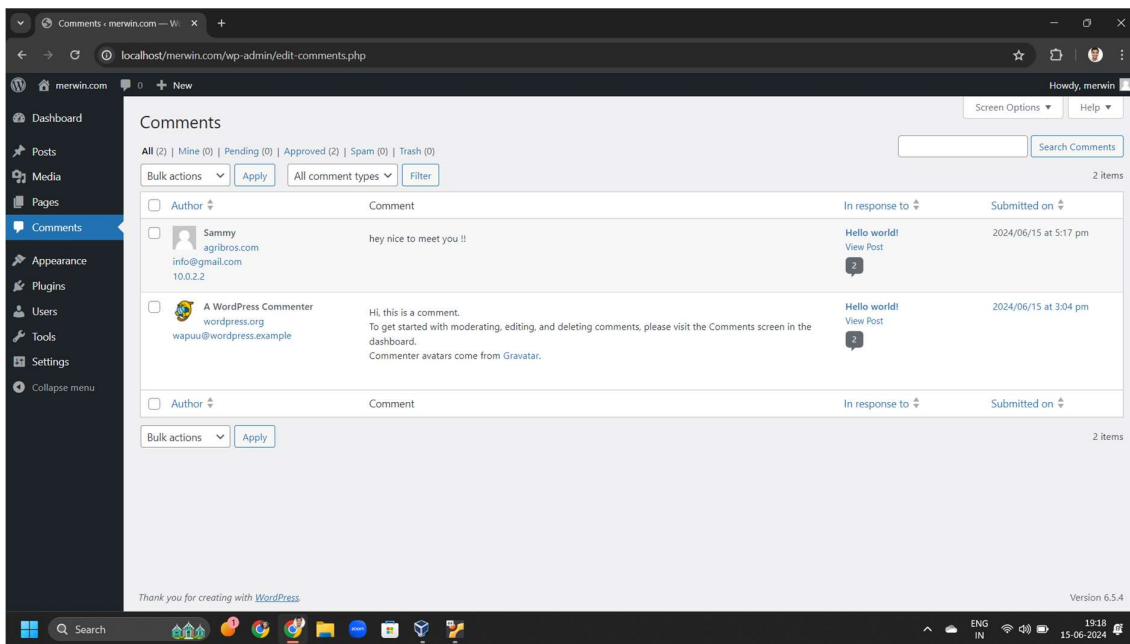 Comments ‹ merwin.com — W
localhost/merwin.com/wp-admin/edit-comments.php
merwin.com 0 New Howdy, merwin
Screen Options Help
Dashboard
Posts
Media
Pages
Comments
Appearance
Plugins
Users
Tools
Settings
Collapse menu
Comments
All (2) | Mine (0) | Pending (0) | Approved (2) | Spam (0) | Trash (0)
Search Comments
Bulk actions Apply All comment types Filter 2 items
Author Comment In response to Submitted on
Sammy
agribros.com
info@gmail.com
10.0.2.2
hey nice to meet you !!
Hello world!
View Post
2
2024/06/15 at 5:17 pm
A WordPress Commenter
wordpress.org
wapuu@wordpress.example
Hi, this is a comment.
To get started with moderating, editing, and deleting comments, please visit the Comments screen in the
dashboard.
Commenter avatars come from Gravatar.
Hello world!
View Post
2
2024/06/15 at 3:04 pm
Author Comment In response to Submitted on
Bulk actions Apply 2 items
Thank you for creating with WordPress. Version 6.5.4
Search 1 zoom
ENG
IN
19:18
15-06-2024